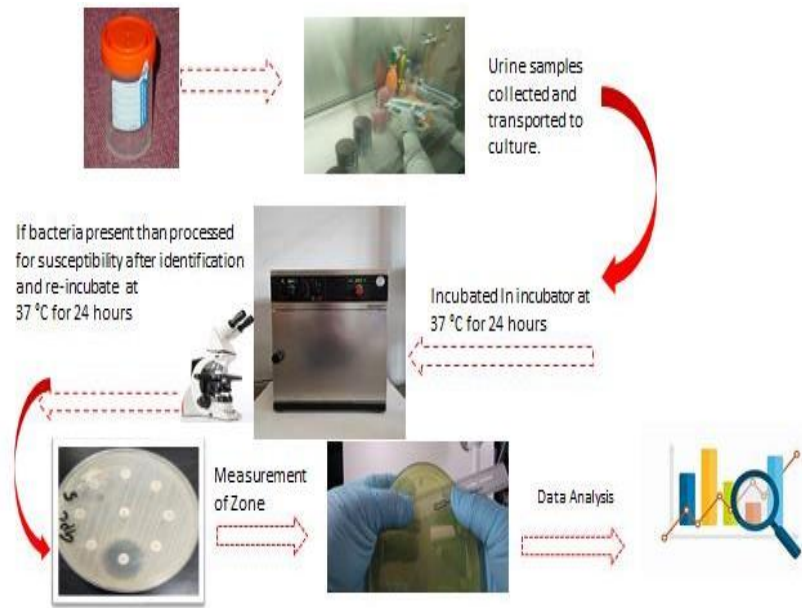 Urine samples
collected and
transported to
culture.
If bacteria present than processed
for susceptibility after identification
and re-incubate at
37 °C for 24 hours
Incubated In incubator at
37 °C for 24 hours
Measurement
of Zone
Data Analysis